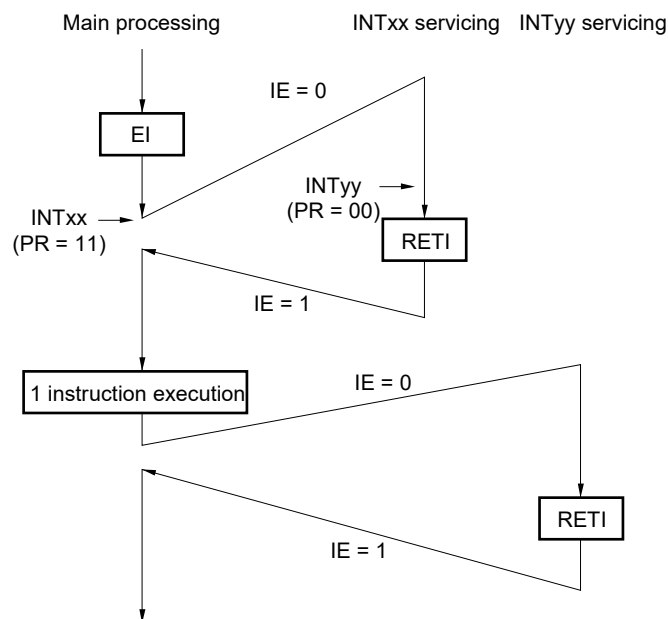 Main processing
INTxx servicing
INTyy servicing
IE = 0
EI
INTyy
(PR = 00)
INTxx
(PR = 11)
RETI
IE = 1
1 instruction execution
IE = 0
RETI
IE = 1